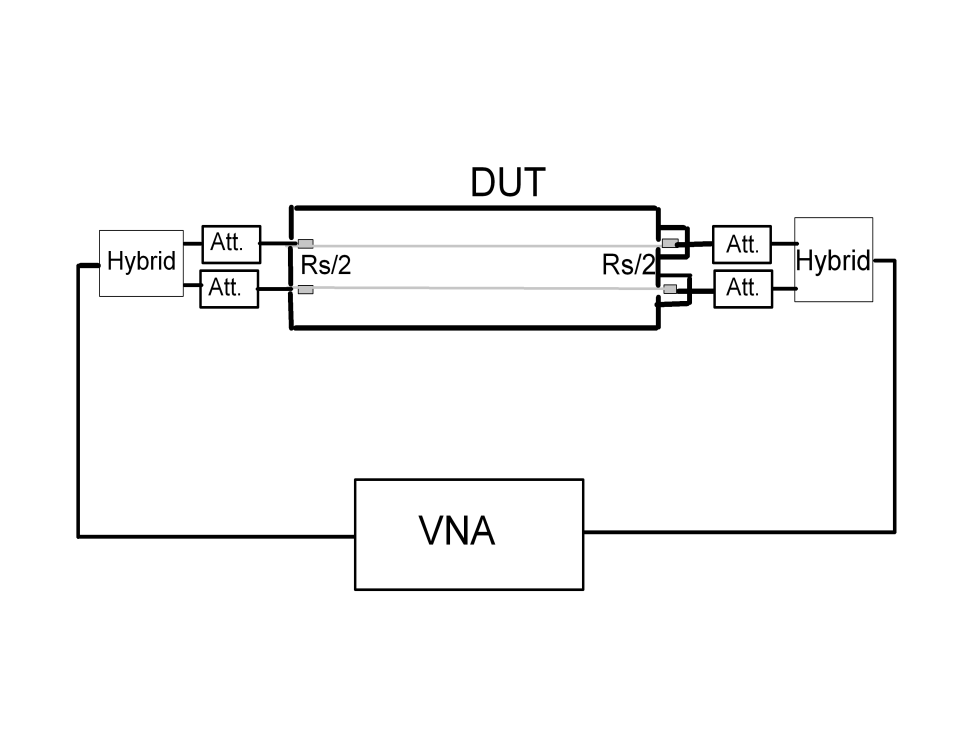 DUT
Hybrid
Att.
Att.
Rs/2
Rs/2
Att.
Att.
Hybrid
VNA